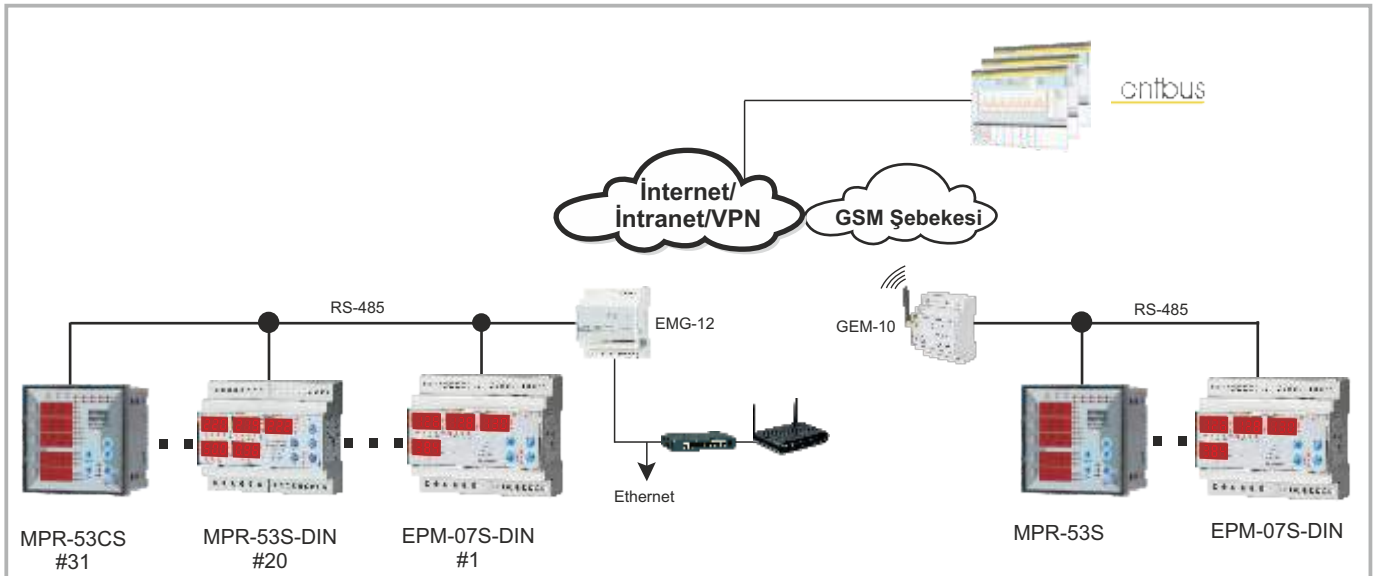 cntbus
İnternet/
İntranet/VPN
GSM Şebekesi
RS-485
EMG-12
GEM-10
RS-485
Ethernet
MPR-53CS
#31
MPR-53S-DIN
#20
EPM-07S-DIN
#1
MPR-53S
EPM-07S-DIN